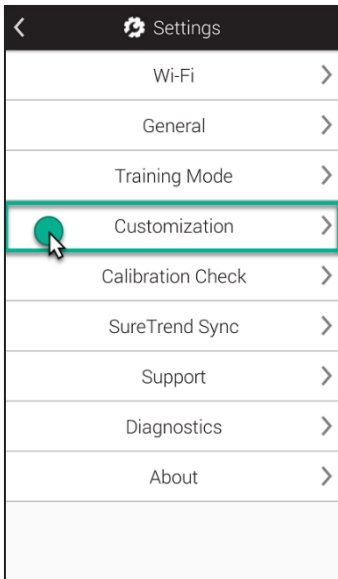 Settings
Wi-Fi
General
Training Mode
Customization
Calibration Check
SureTrend Sync
Support
Diagnostics
About